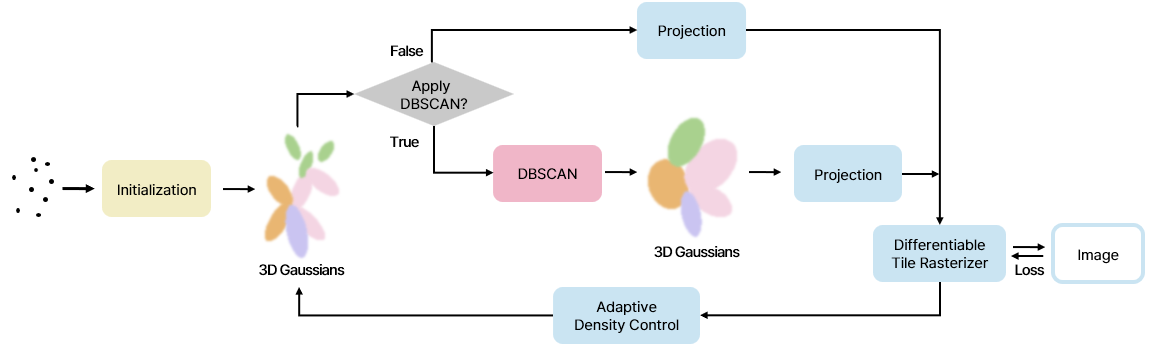 Projection
False
Apply
DBSCAN?
True
Initialization
DBSCAN
Projection
3D Gaussians
3D Gaussians
Differentiable
Tile Rasterizer
Loss
Image
Adaptive
Density Control